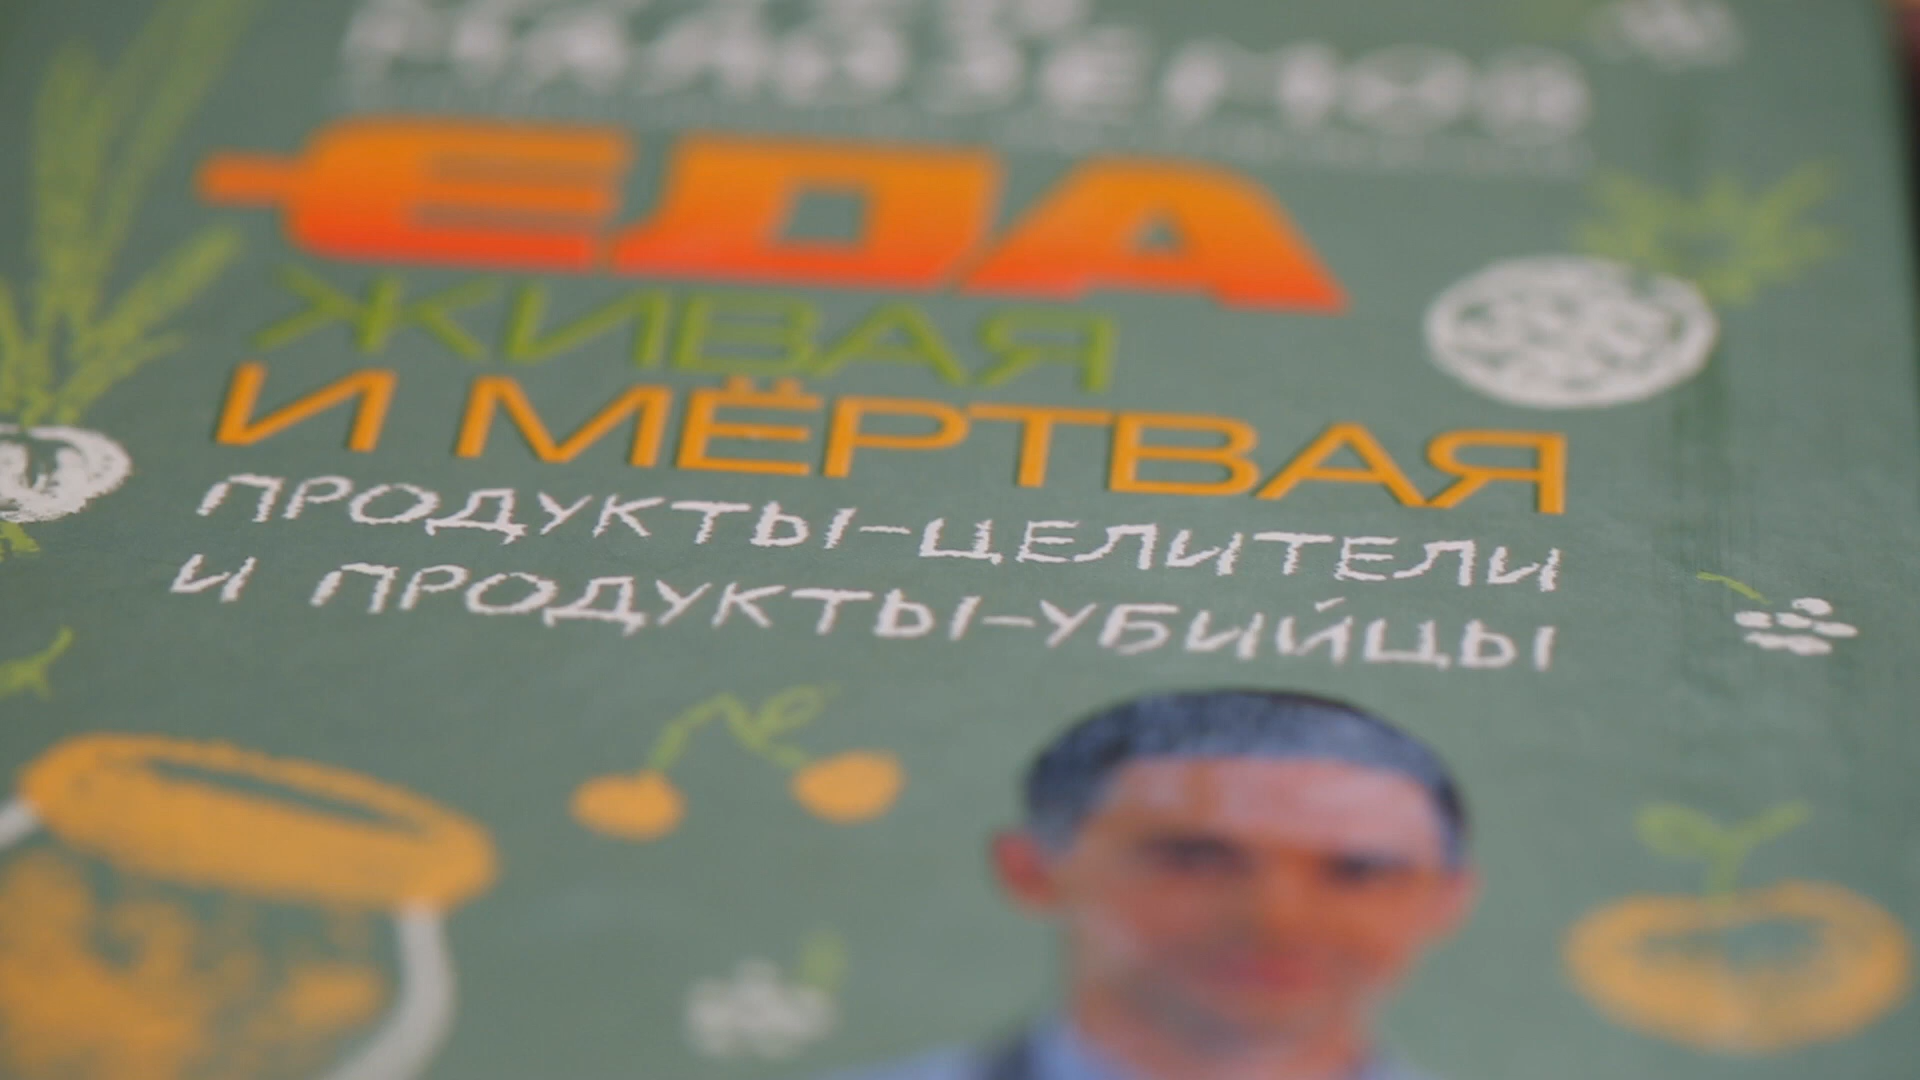 ЕДА
ЖИВАЯ
И МЁРТВАЯ
ПРОДУКТЫ-ЦЕЛИТЕЛИ
И ПРОДУКТЫ-УБИЙЦЫ